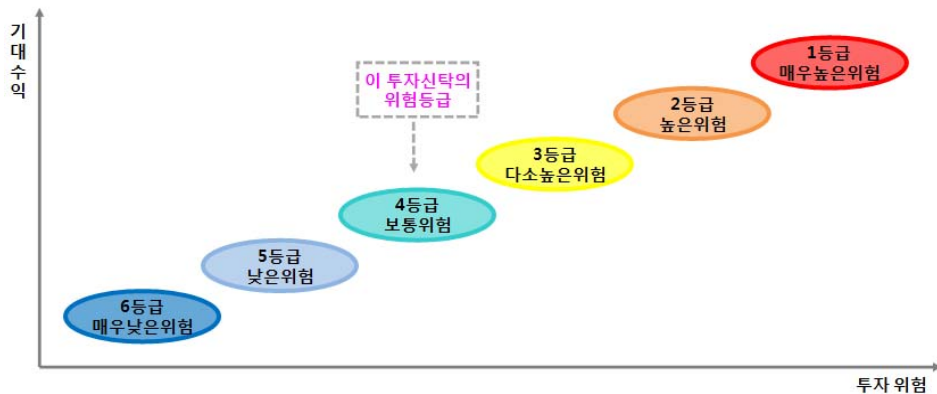 기
대
수
익
1등급
매우높은위험
이 투자신탁의
위험등급
2등급
높은위험
3등급
다소높은위험
4등급
보통위험
5등급
낮은위험
6등급
매우낮은위험
투자 위험